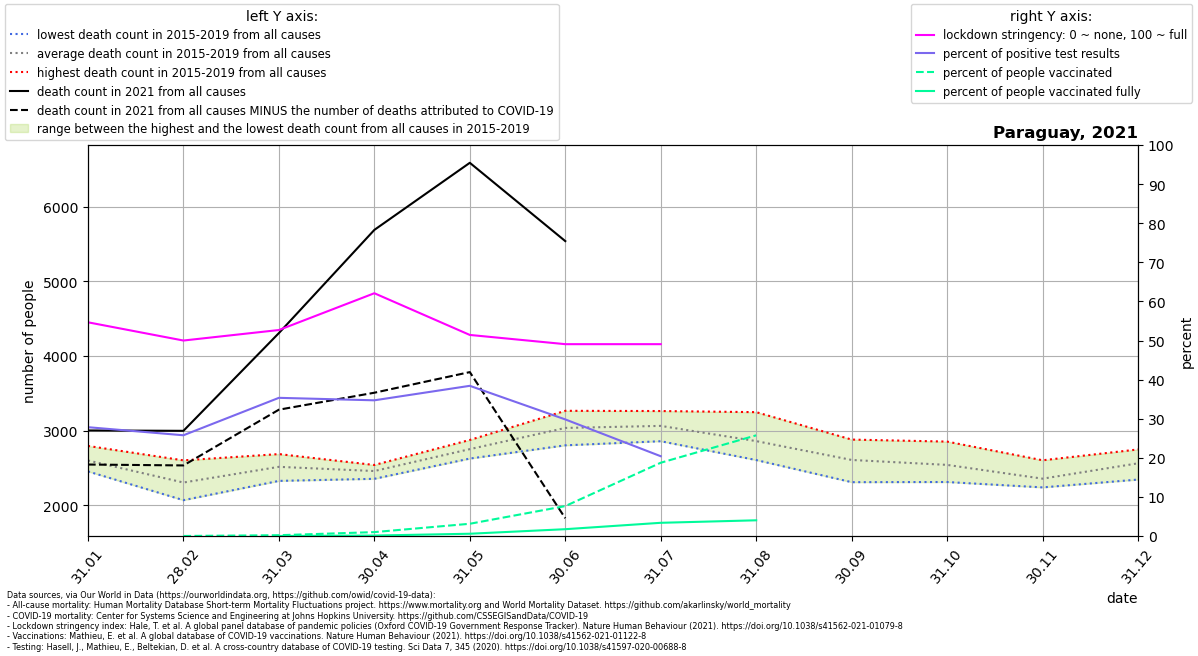 left Y axis:
lowest death count in 2015-2019 from all causes
average death count in 2015-2019 from all causes
highest death count in 2015-2019 from all causes
death count in 2021 from all causes
death count in 2021 from all causes MINUS the number of deaths attributed to COVID-19
range between the highest and the lowest death count from all causes in 2015-2019
right Y axis:
lockdown stringency: 0 ~ none, 100 ~ full
percent of positive test results
percent of people vaccinated
percent of people vaccinated fully
Paraguay, 2021
number of people
6000
5000
4000
3000
2000
100
90
80
70
60
50
40
30
20
10
0
percent
31.01
28.02
31.03
30.04
31.05
30.06
31.07
31.08
30.09
31.10
30.11
31.12
date
Data sources, via Our World in Data (https://ourworldindata.org, https://github.com/owid/covid-19-data):
- All-cause mortality: Human Mortality Database Short-term Mortality Fluctuations project. https://www.mortality.org and World Mortality Dataset. https://github.com/akarlinsky/world_mortality
- COVID-19 mortality: Center for Systems Science and Engineering at Johns Hopkins University. https://github.com/CSSEGISandData/COVID-19
- Lockdown stringency index: Hale, T. et al. A global panel database of pandemic policies (Oxford COVID-19 Government Response Tracker). Nature Human Behaviour (2021). https://doi.org/10.1038/s41562-021-01079-8
- Vaccinations: Mathieu, E. et al. A global database of COVID-19 vaccinations. Nature Human Behaviour (2021). https://doi.org/10.1038/s41562-021-01122-8
- Testing: Hasell, J., Mathieu, E., Beltekian, D. et al. A cross-country database of COVID-19 testing. Sci Data 7, 345 (2020). https://doi.org/10.1038/s41597-020-00688-8